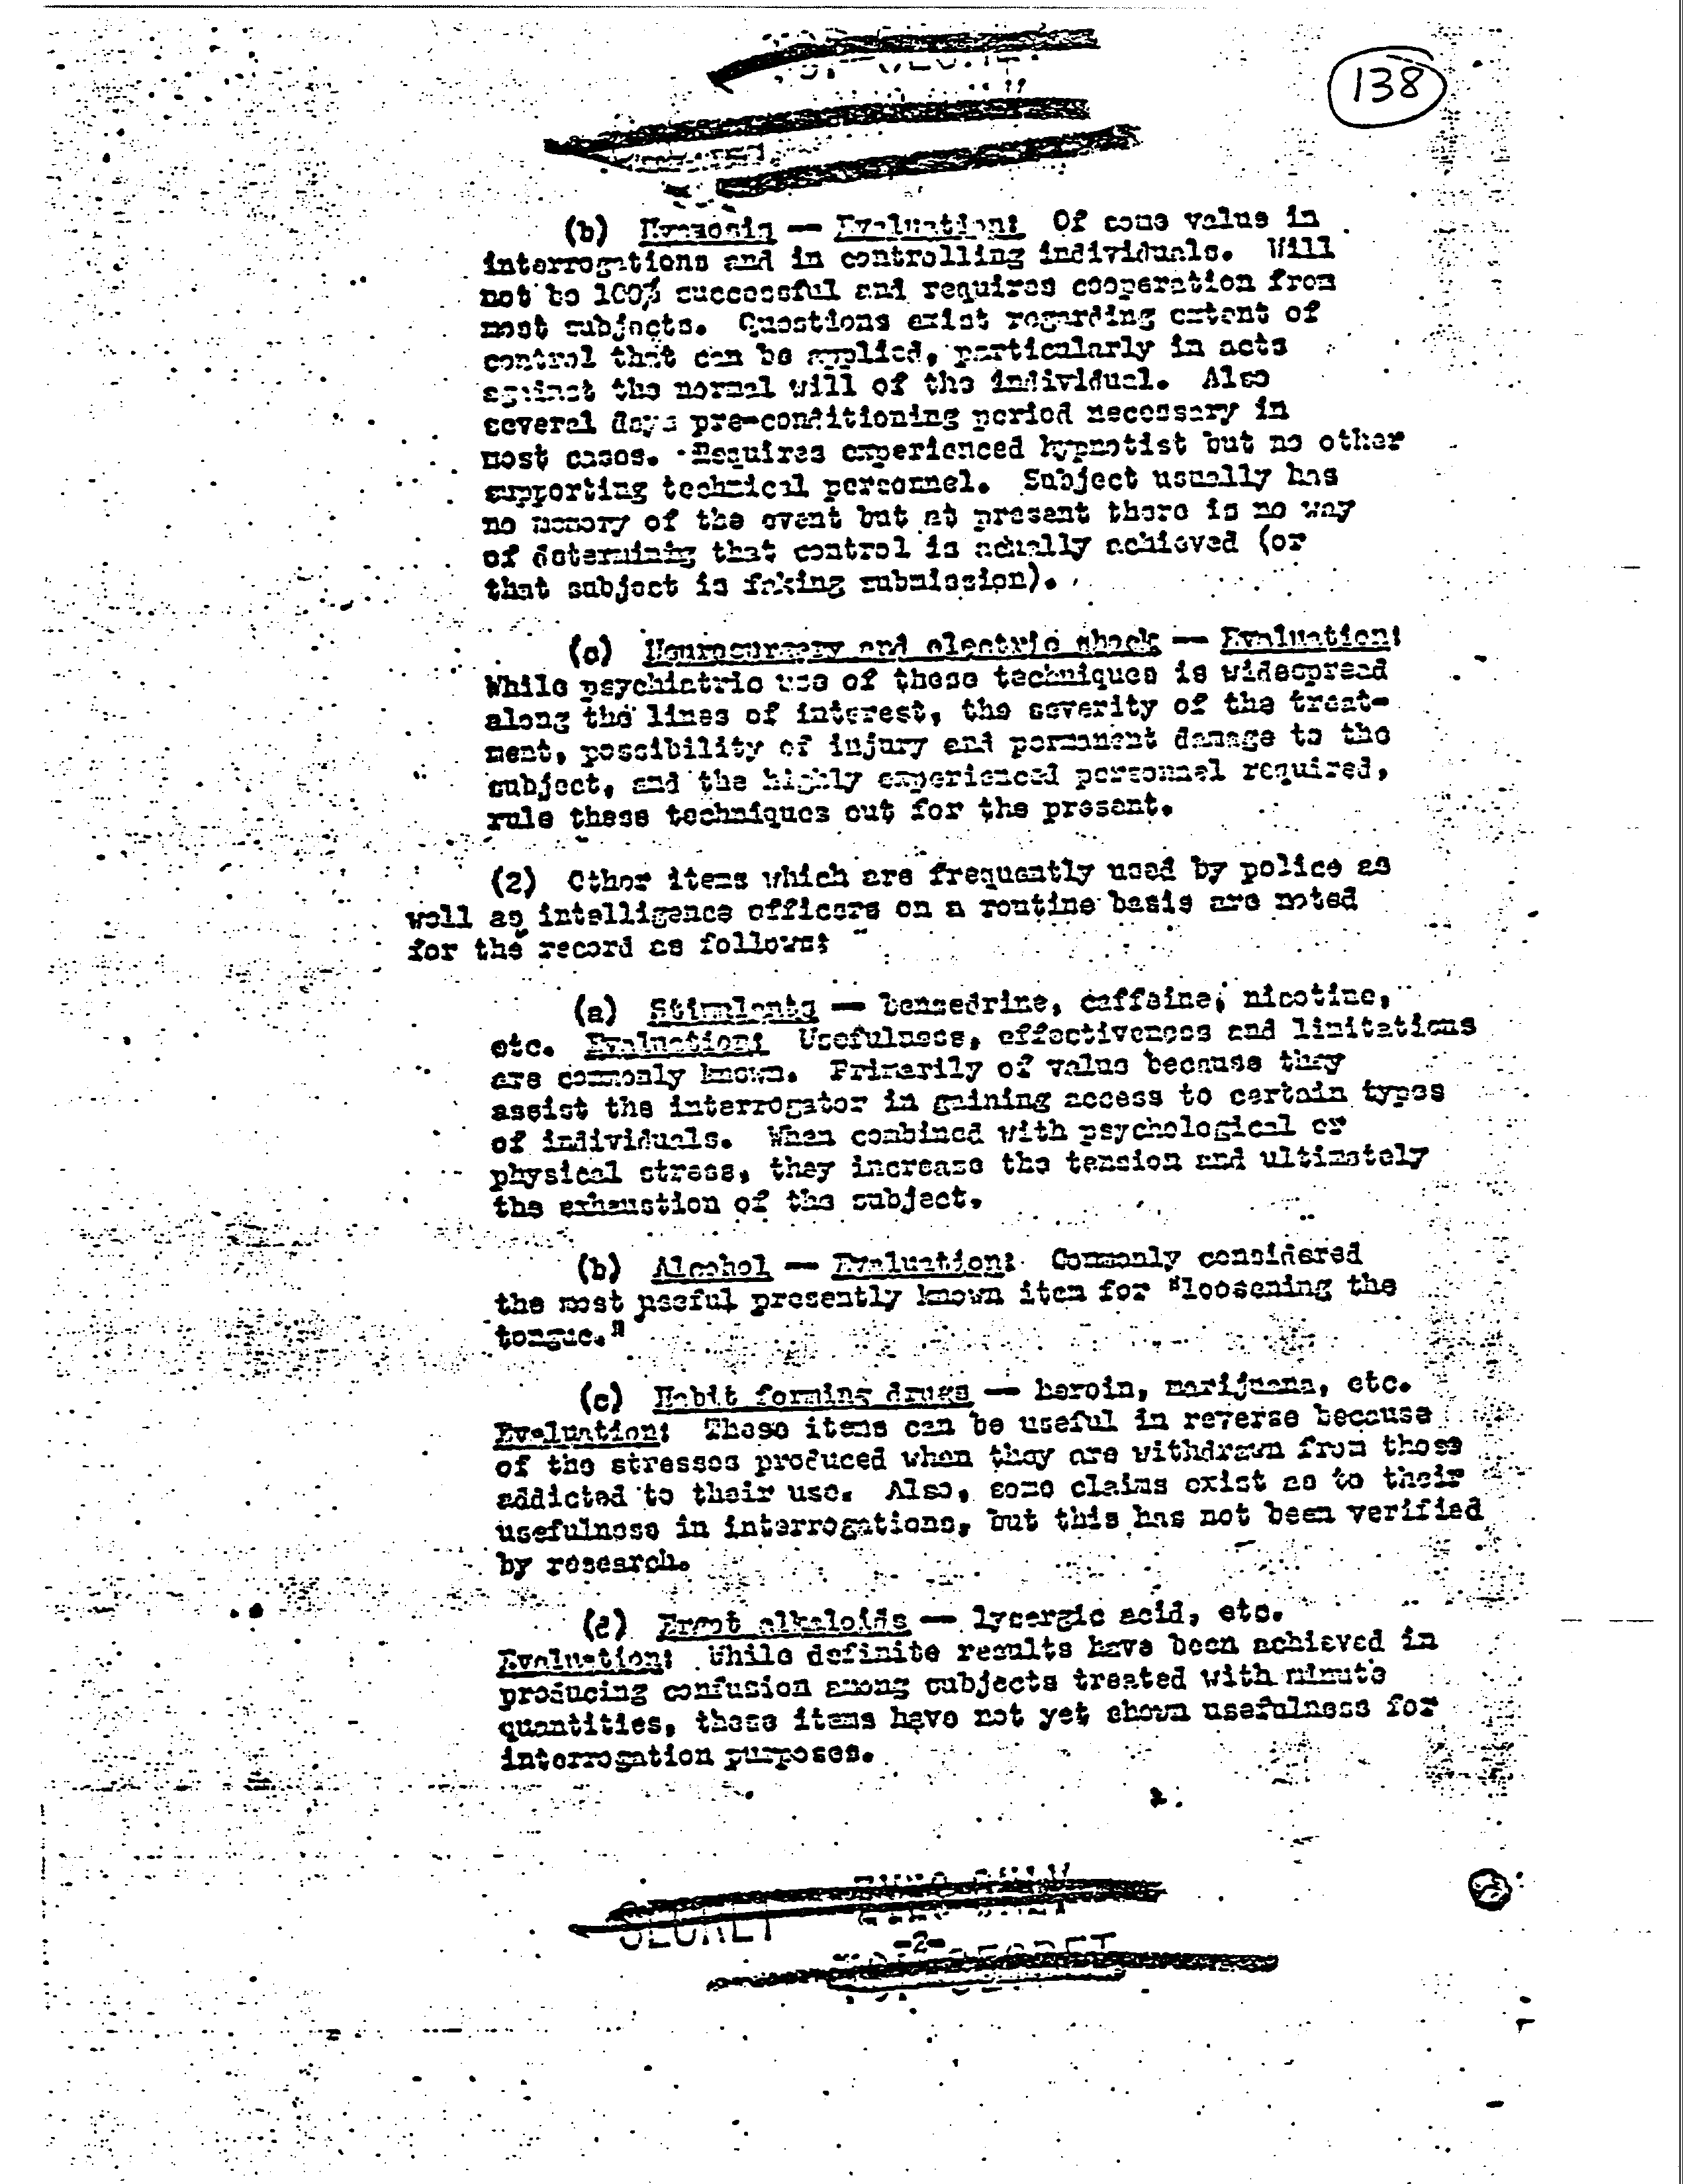 138
(b) Hypnosis — Evaluation: Of some value in
interrogations and in controlling individuals. Will
not be 100% successful and requires cooperation from
most subjects. Questions exist regarding extent of
control that can be applied, particularly in acts
against the normal will of the individual. Also
several days pre-conditioning period necessary in
most cases. Requires experienced hypnotist but no other
supporting technical personnel. Subject usually has
no memory of the event but at present there is no way
of determining that control is actually achieved (or
that subject is faking submission).
(c) Neurosurgery and electric shock — Evaluation:
While psychiatric use of these techniques is widespread
along the lines of interest, the severity of the treat-
ment, possibility of injury and permanent damage to the
subject, and the highly experienced personnel required,
rule these techniques out for the present.
(2) Other items which are frequently used by police as
well as intelligence officers on a routine basis are noted
for the record as follows:
(a) Stimulants — benzedrine, caffeine, nicotine,
etc. Evaluation: Usefulness, effectiveness and limitations
are commonly known. Primarily of value because they
assist the interrogator in gaining access to certain types
of individuals. When combined with psychological or
physical stress, they increase the tension and ultimately
the exhaustion of the subject.
(b) Alcohol — Evaluation: Commonly considered
the most useful presently known item for "loosening the
tongue."
(c) Habit forming drugs — heroin, marijuana, etc.
Evaluation: These items can be useful in reverse because
of the stresses produced when they are withdrawn from those
addicted to their use. Also, some claims exist as to their
usefulness in interrogations, but this has not been verified
by research.
(d) Ergot alkaloids — lysergic acid, etc.
Evaluation: While definite results have been achieved in
producing confusion among subjects treated with minute
quantities, these items have not yet shown usefulness for
interrogation purposes.
SECRET
-2-